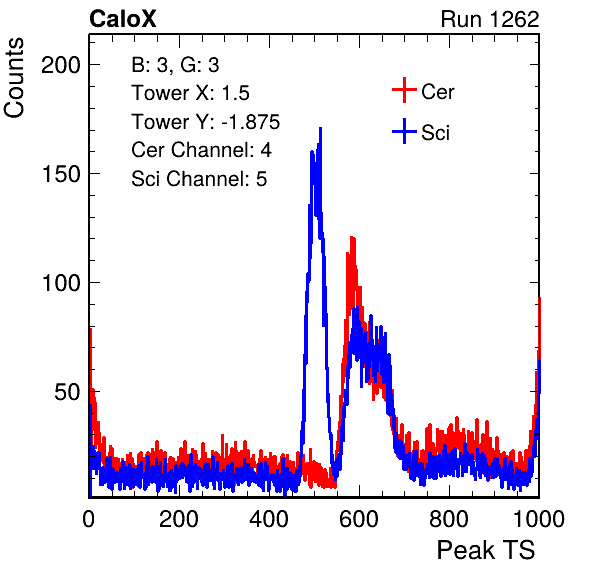 CaloX Run 1262
Counts
B: 3, G: 3
Tower X: 1.5
Tower Y: -1.875
Cer Channel: 4
Sci Channel: 5
Cer
Sci
200
150
100
50
0 200 400 600 800 1000
Peak TS